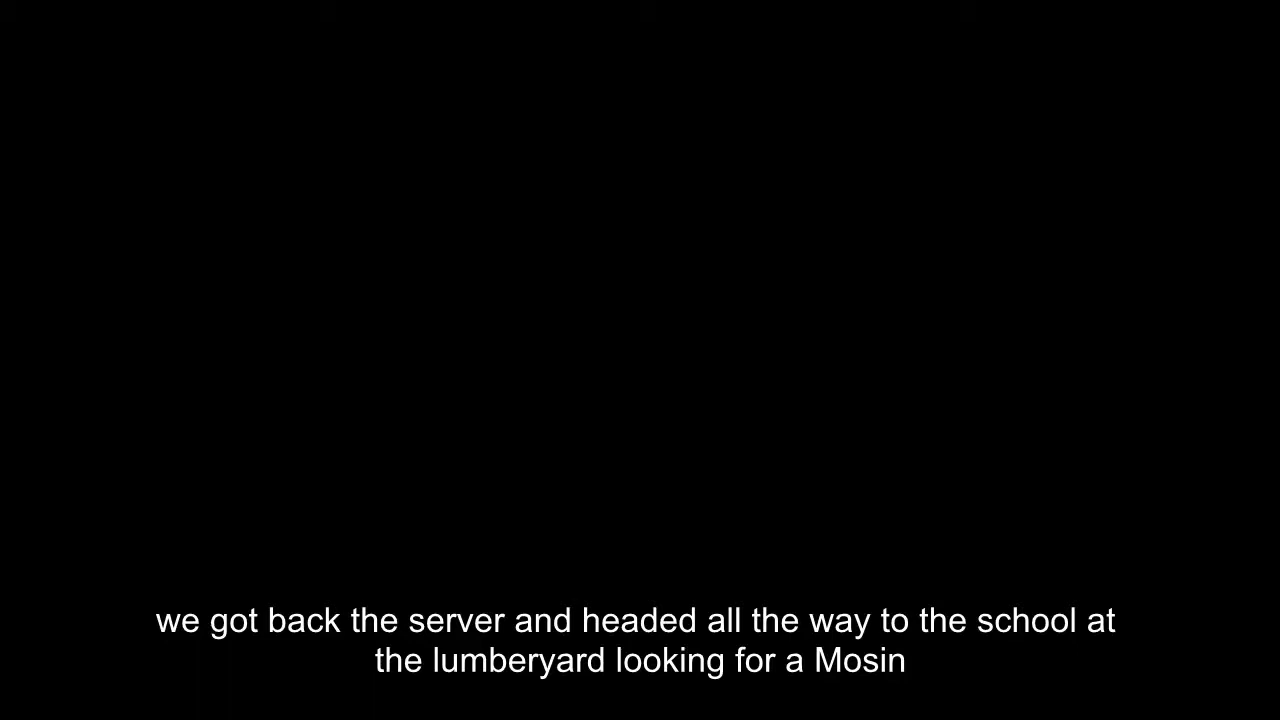 we got back the server and headed all the way to the school at
the lumberyard looking for a Mosin